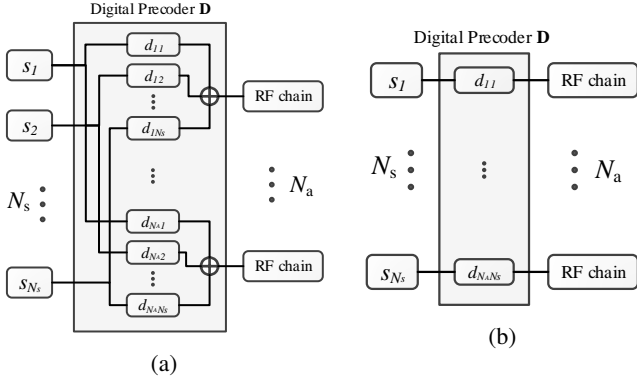 Digital Precoder D
s1
d11
d12
s2
d1Ns
RF chain
Ns
Na
dNA1
dNA2
sNs
dNANs
RF chain
(a)
Digital Precoder D
s1
d11
RF chain
Ns
Na
sNs
dNANs
RF chain
(b)